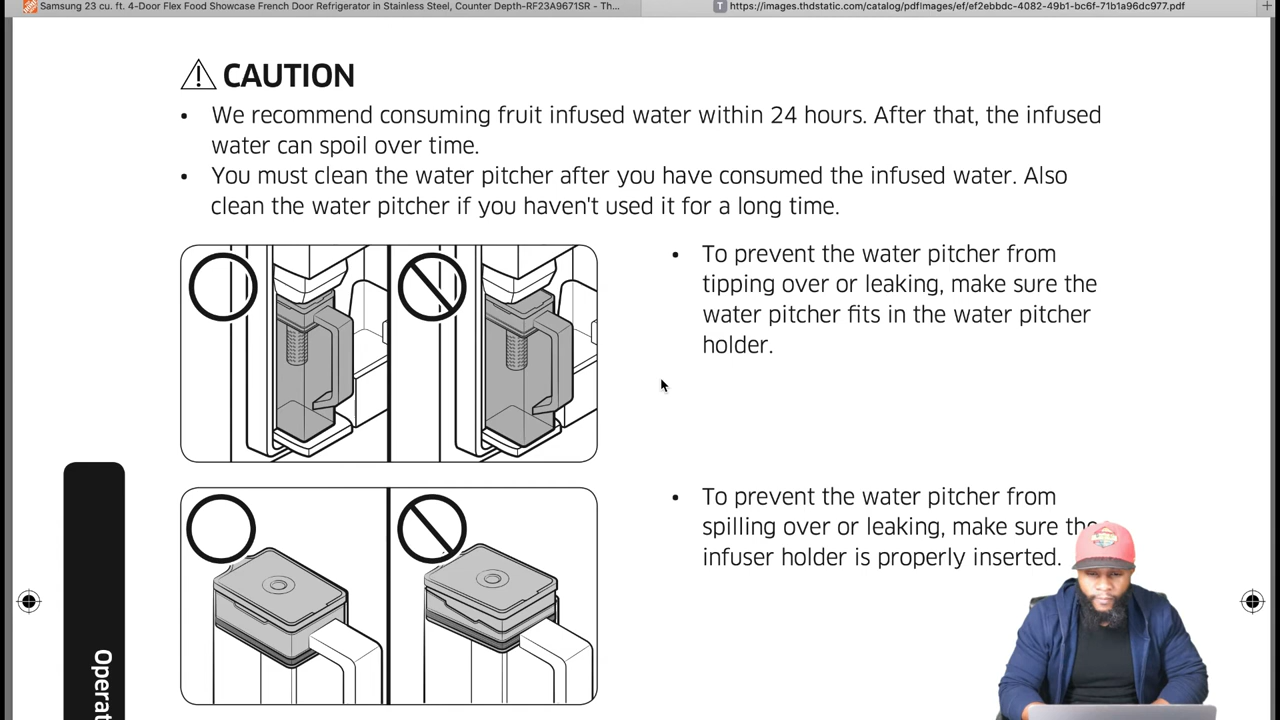 Samsung 23 cu. ft. 4-Door Flex Food Showcase French Door Refrigerator in Stainless Steel, Counter Depth-RF23A9671SR - Th...
T https://images.thdstatic.com/catalog/pdfImages/ef/ef2ebbdc-4082-49b1-bc6f-71b1a96dc977.pdf
CAUTION
• We recommend consuming fruit infused water within 24 hours. After that, the infused
water can spoil over time.
• You must clean the water pitcher after you have consumed the infused water. Also
clean the water pitcher if you haven't used it for a long time.
• To prevent the water pitcher from
tipping over or leaking, make sure the
water pitcher fits in the water pitcher
holder.
• To prevent the water pitcher from
spilling over or leaking, make sure the
infuser holder is properly inserted.
Operat